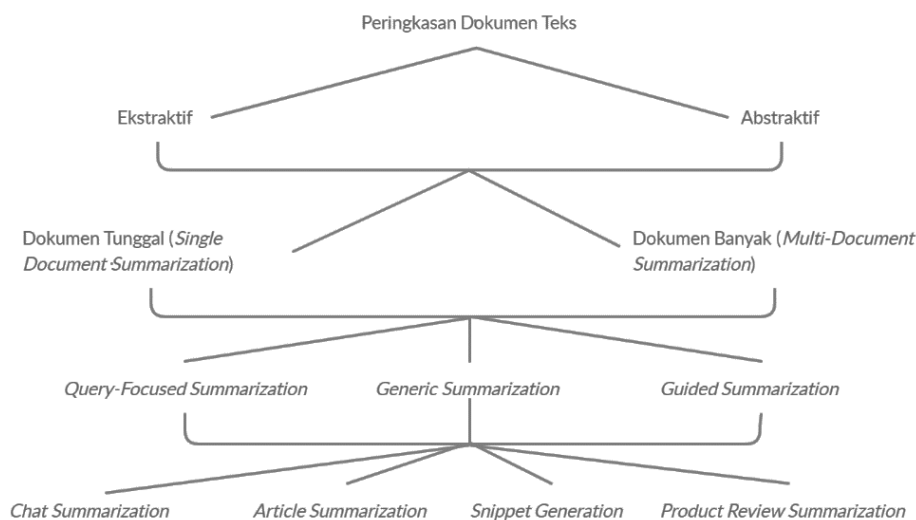 Peringkasan Dokumen Teks
Ekstraktif
Abstraktif
Dokumen Tunggal (Single
Document Summarization)
Dokumen Banyak (Multi-Document
Summarization)
Query-Focused Summarization
Generic Summarization
Guided Summarization
Chat Summarization
Article Summarization
Snippet Generation
Product Review Summarization